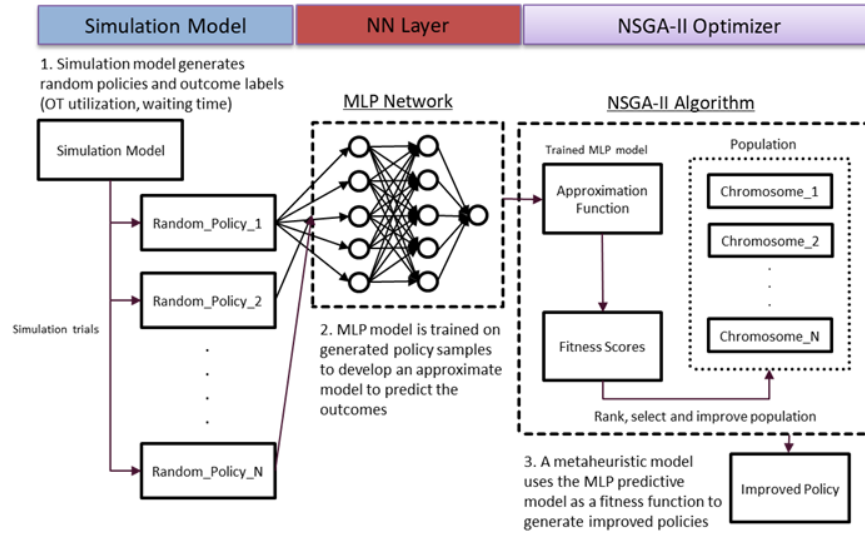 Simulation Model
NN Layer
NSGA-II Optimizer
1. Simulation model generates
random policies and outcome labels
(OT utilization, waiting time)
Simulation Model
Random_Policy_1
Random_Policy_2
Simulation trials
.
.
.
.
Random_Policy_N
MLP Network
2. MLP model is trained on
generated policy samples
to develop an approximate
model to predict the
outcomes
NSGA-II Algorithm
Trained MLP model
Approximation
Function
Fitness Scores
Population
Chromosome_1
Chromosome_2
.
.
.
Chromosome_N
Rank, select and improve population
3. A metaheuristic model
uses the MLP predictive
model as a fitness function to
generate improved policies
Improved Policy